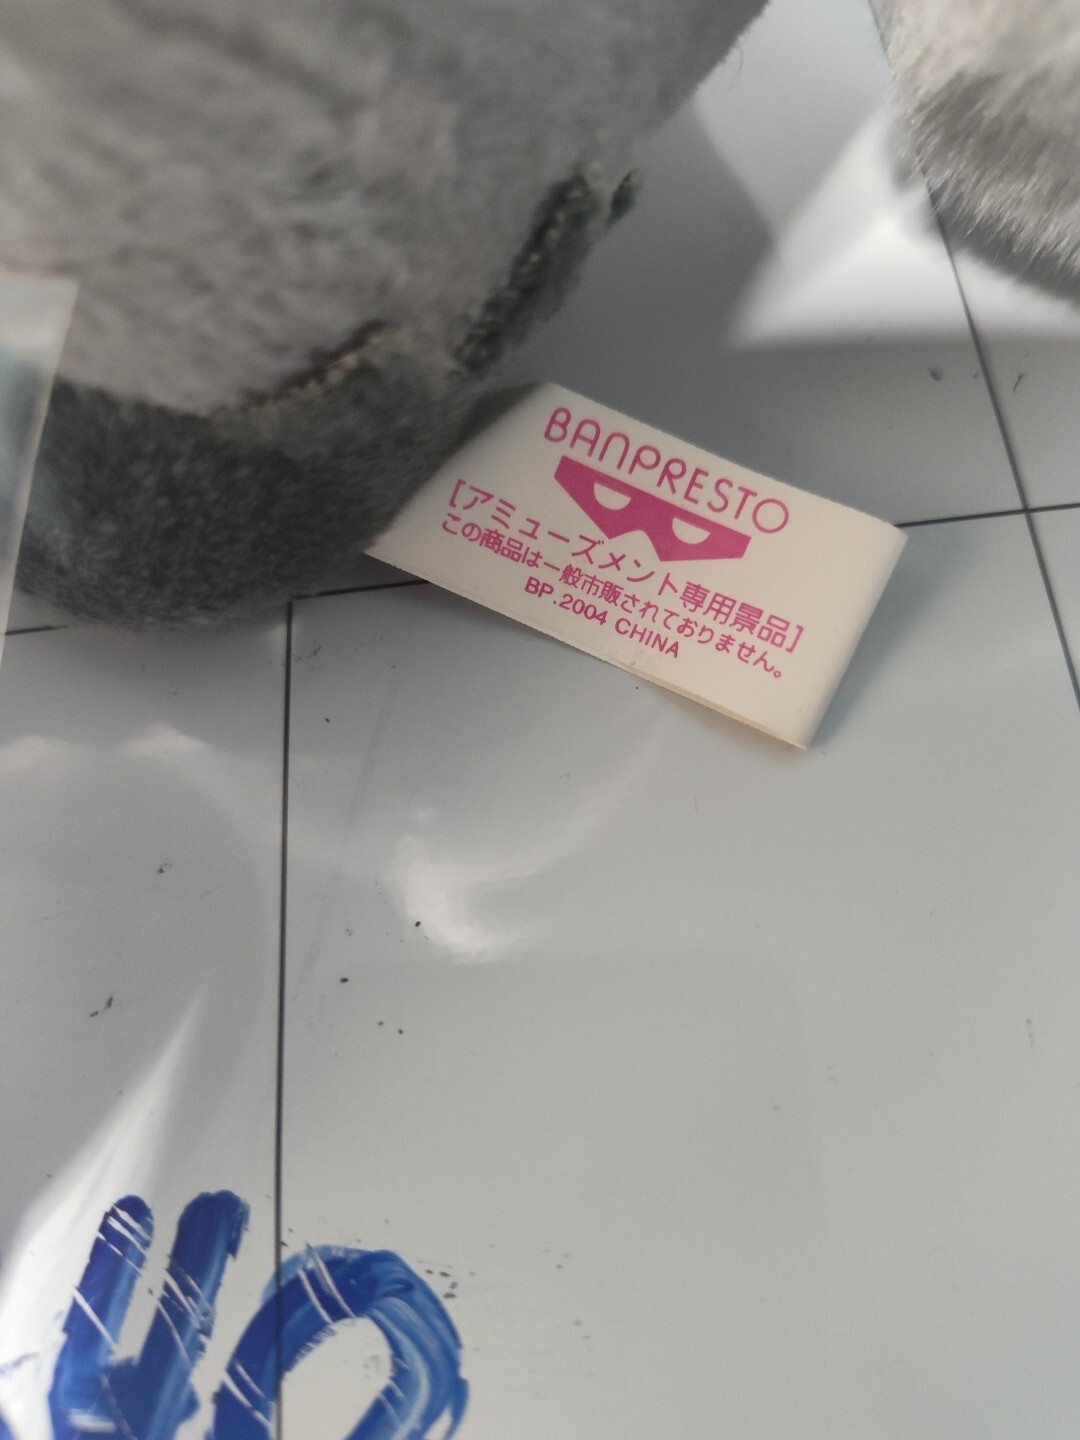 BANPRESTO
[アミューズメント専用景品]
この商品は一般市販されておりません。
BP.2004 CHINA